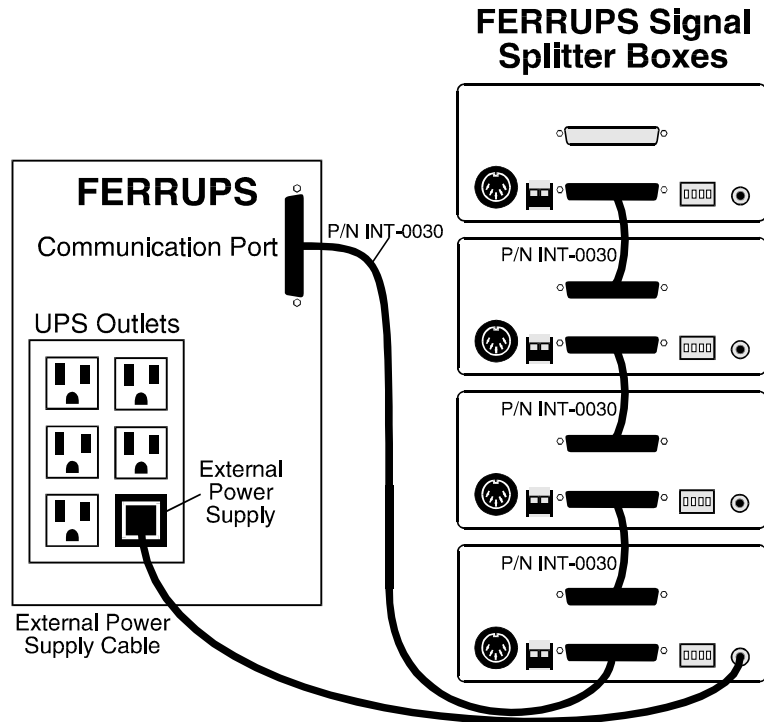 FERRUPS Signal
Splitter Boxes
FERRUPS
Communication Port
P/N INT-0030
UPS Outlets
External
Power
Supply
External Power
Supply Cable
P/N INT-0030
P/N INT-0030
P/N INT-0030